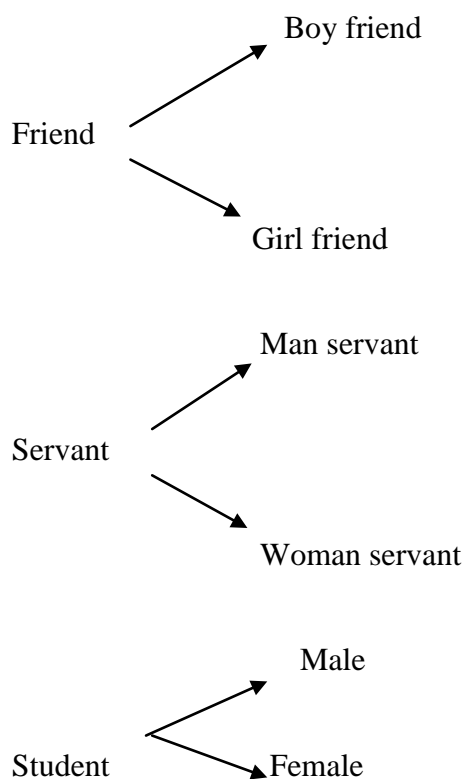 Boy friend
Friend
Girl friend
Man servant
Servant
Woman servant
Male
Student
Female